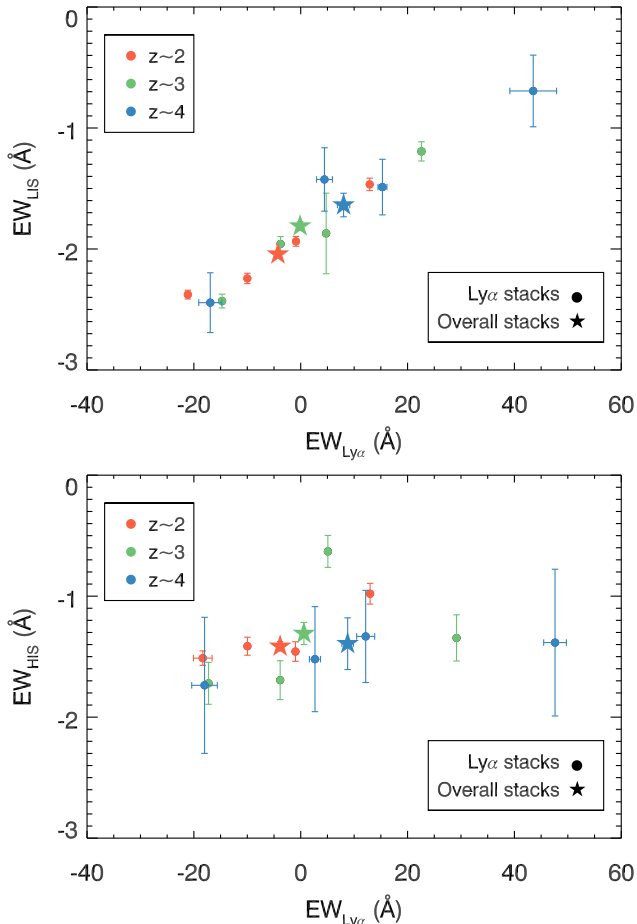 0
-1
-2
-3
EW_LIS (Å)
z~2
z~3
z~4
Lyα stacks
Overall stacks
-40 -20 0 20 40 60
EW_Lyα (Å)
0
-1
-2
-3
EW_HIS (Å)
z~2
z~3
z~4
Lyα stacks
Overall stacks
-40 -20 0 20 40 60
EW_Lyα (Å)